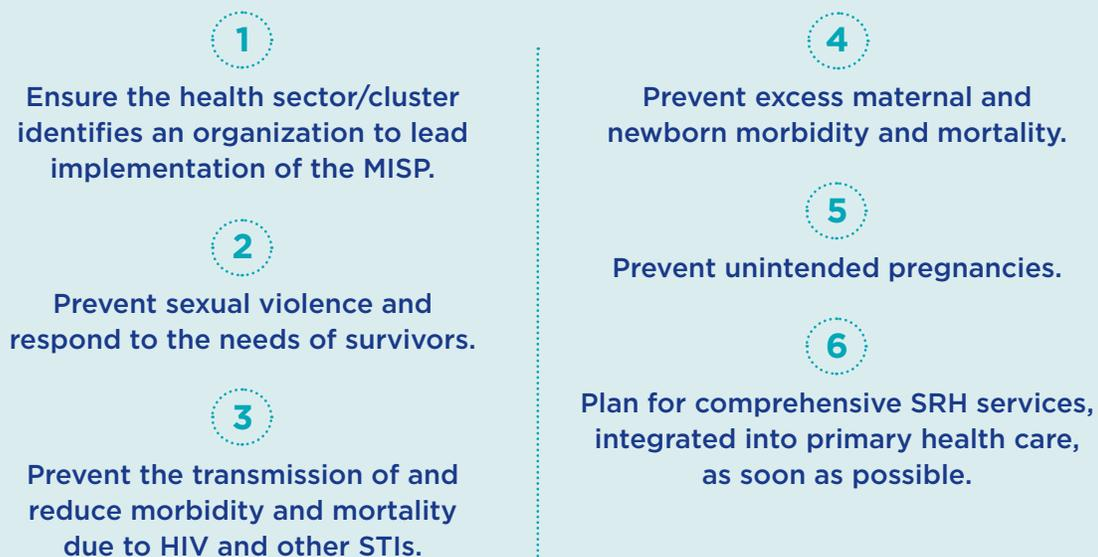 1
Ensure the health sector/cluster
identifies an organization to lead
implementation of the MISP.
2
Prevent sexual violence and
respond to the needs of survivors.
3
Prevent the transmission of and
reduce morbidity and mortality
due to HIV and other STIs.
4
Prevent excess maternal and
newborn morbidity and mortality.
5
Prevent unintended pregnancies.
6
Plan for comprehensive SRH services,
integrated into primary health care,
as soon as possible.